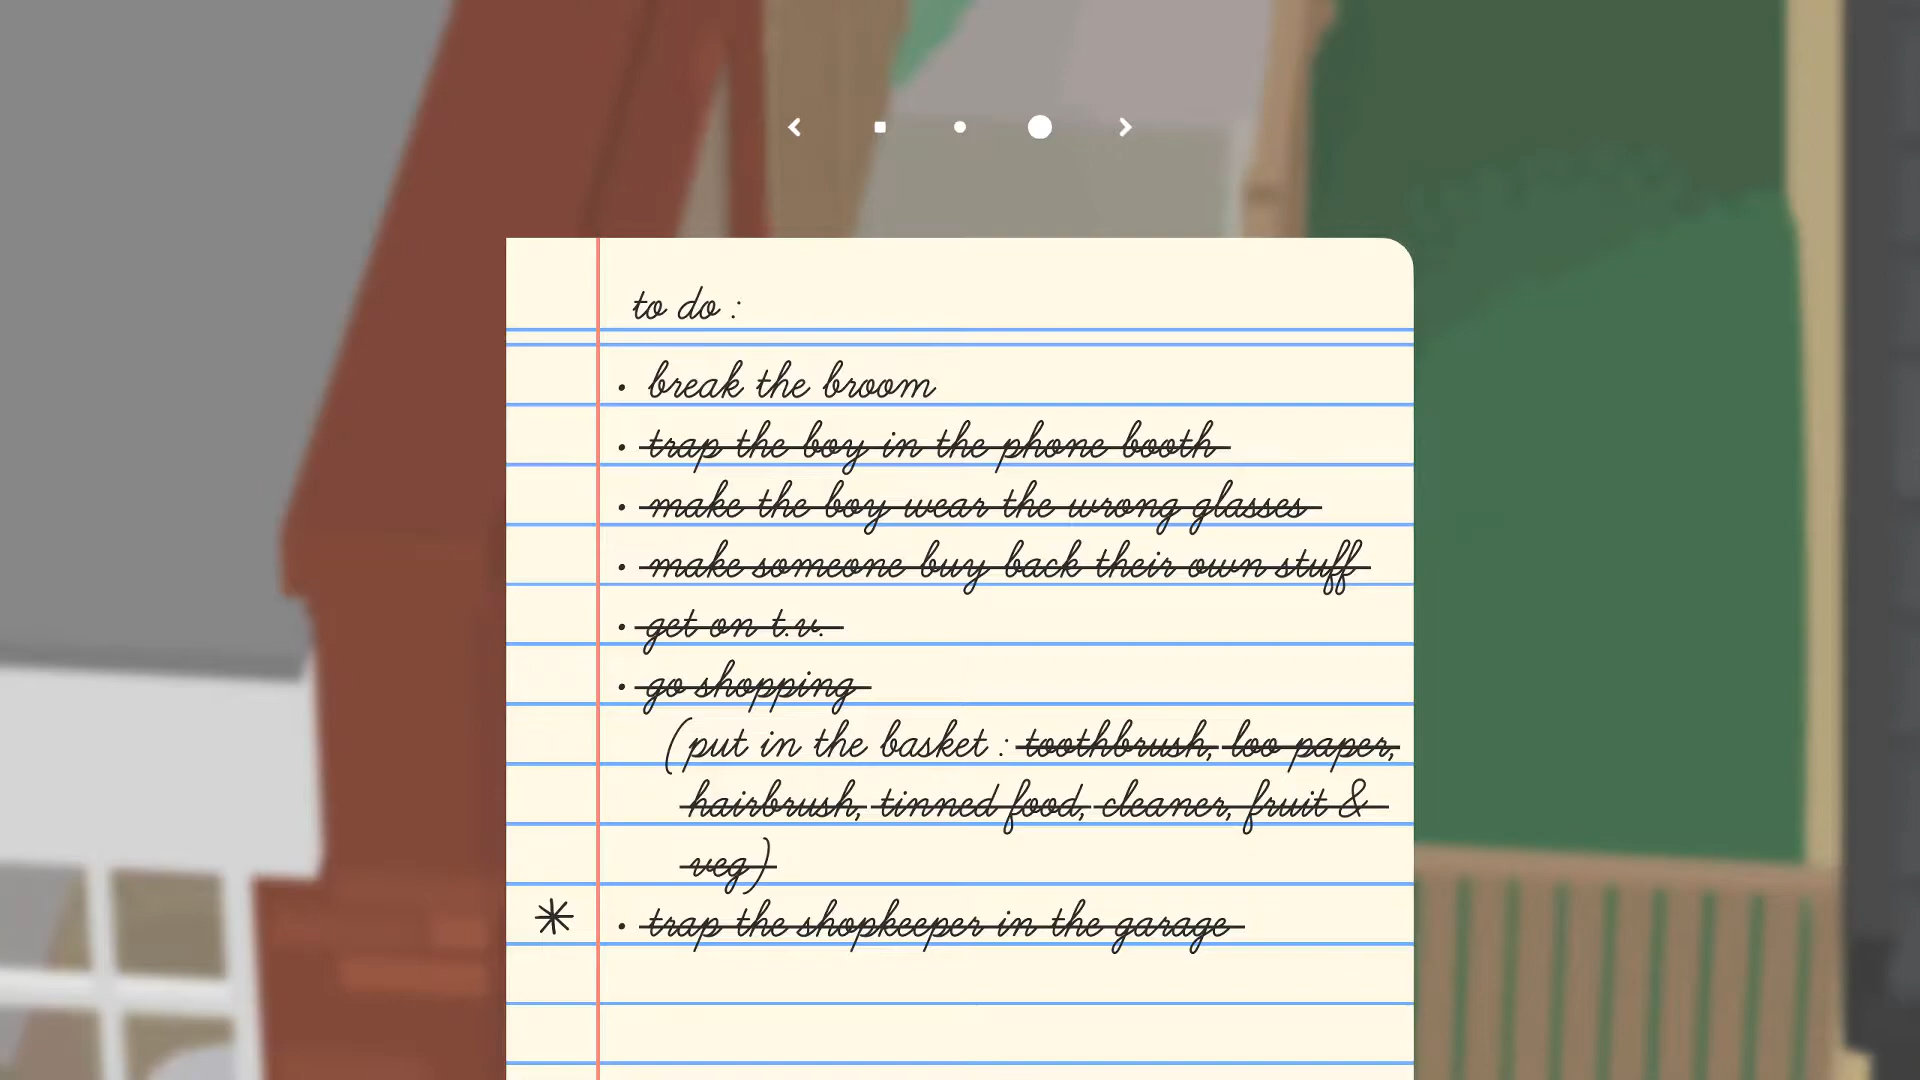 to do :
• break the broom
• trap the boy in the phone booth
• make the boy wear the wrong glasses
• make someone buy back their own stuff
• get on t.v.
• go shopping
(put in the basket : toothbrush, loo paper,
hairbrush, tinned food, cleaner, fruit &
veg)
* • trap the shopkeeper in the garage